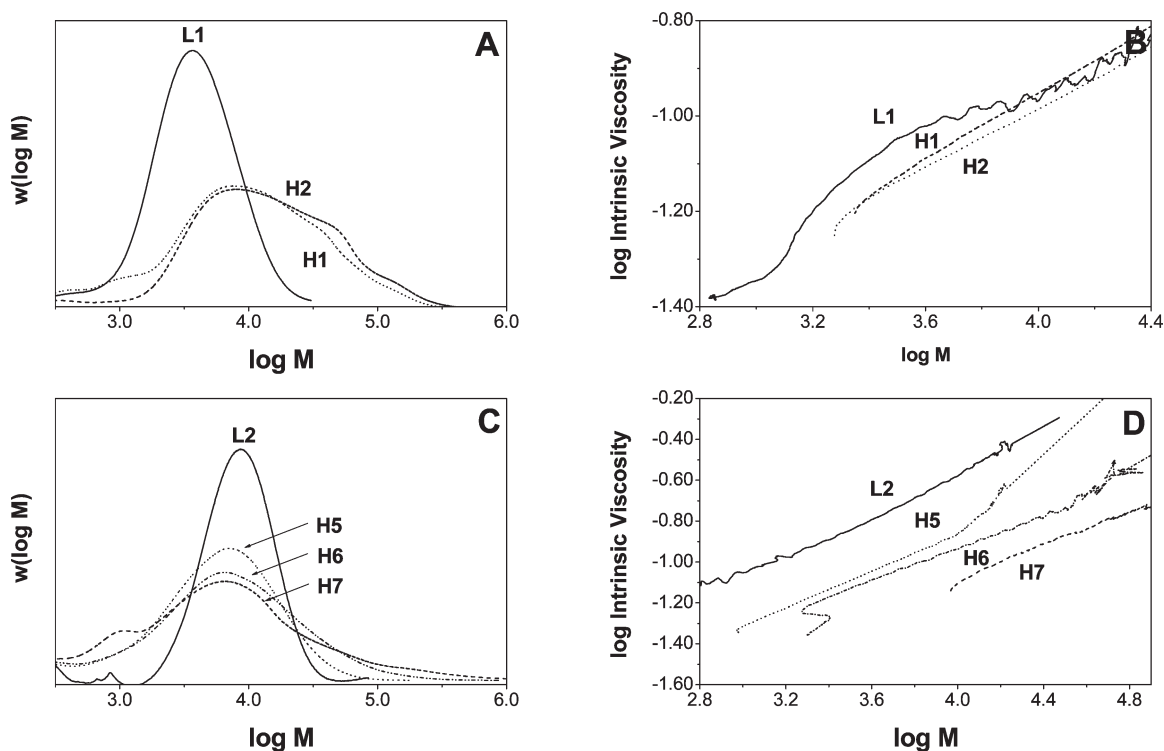 A
L1
H2
H1
w(log M)
3.0 4.0 5.0 6.0
log M
B
-0.80
-1.00
-1.20
-1.40
L1
H1
H2
log Intrinsic Viscosity
2.8 3.2 3.6 4.0 4.4
log M
C
L2
H5
H6
H7
w(log M)
3.0 4.0 5.0 6.0
log M
D
-0.20
-0.40
-0.60
-0.80
-1.00
-1.20
-1.40
-1.60
L2
H5
H6
H7
log Intrinsic Viscosity
2.8 3.2 3.6 4.0 4.4 4.8
log M